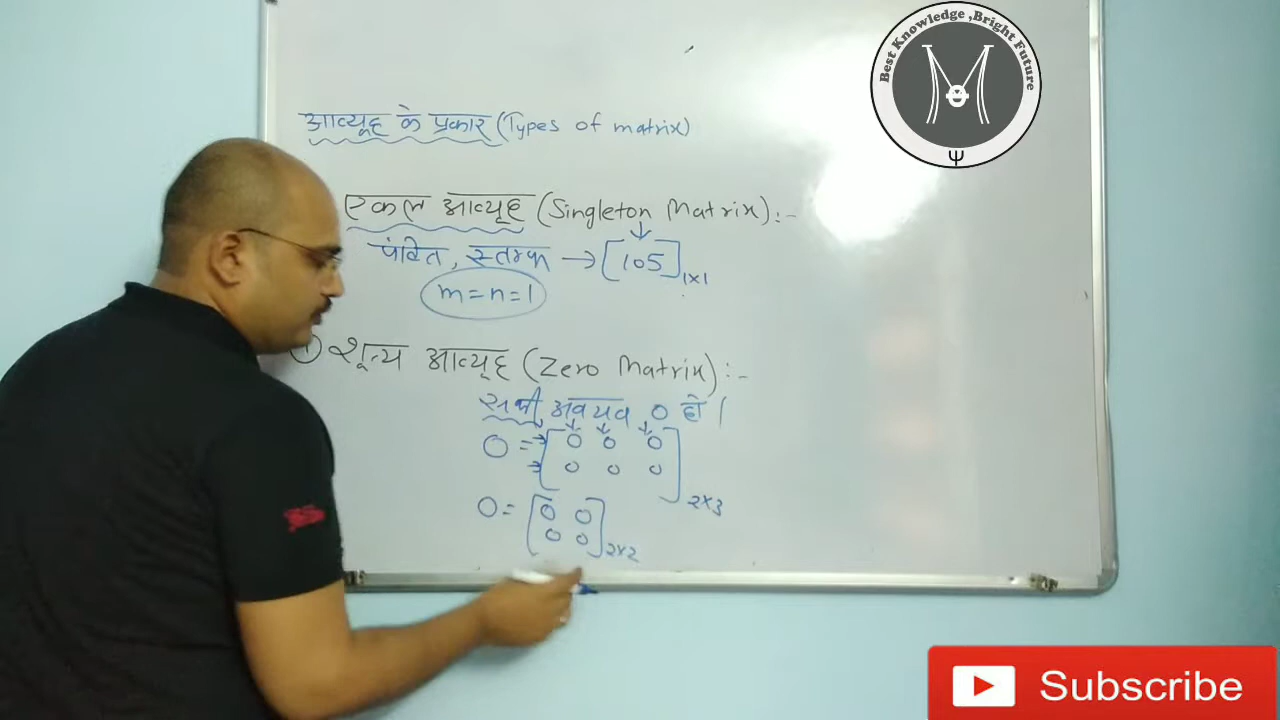 Best Knowledge ,Bright Future
आव्यूह के प्रकार (Types of matrix)
एकल आव्यूह (Singleton Matrix):-
पंक्ति, स्तम्भ → [105] 1×1
m=n=1
शून्य आव्यूह (Zero Matrix):-
सभी अवयव 0 हो।
0 = [0 0 0
0 0 0] 2×3
0 = [0 0
0 0] 2×2
Subscribe